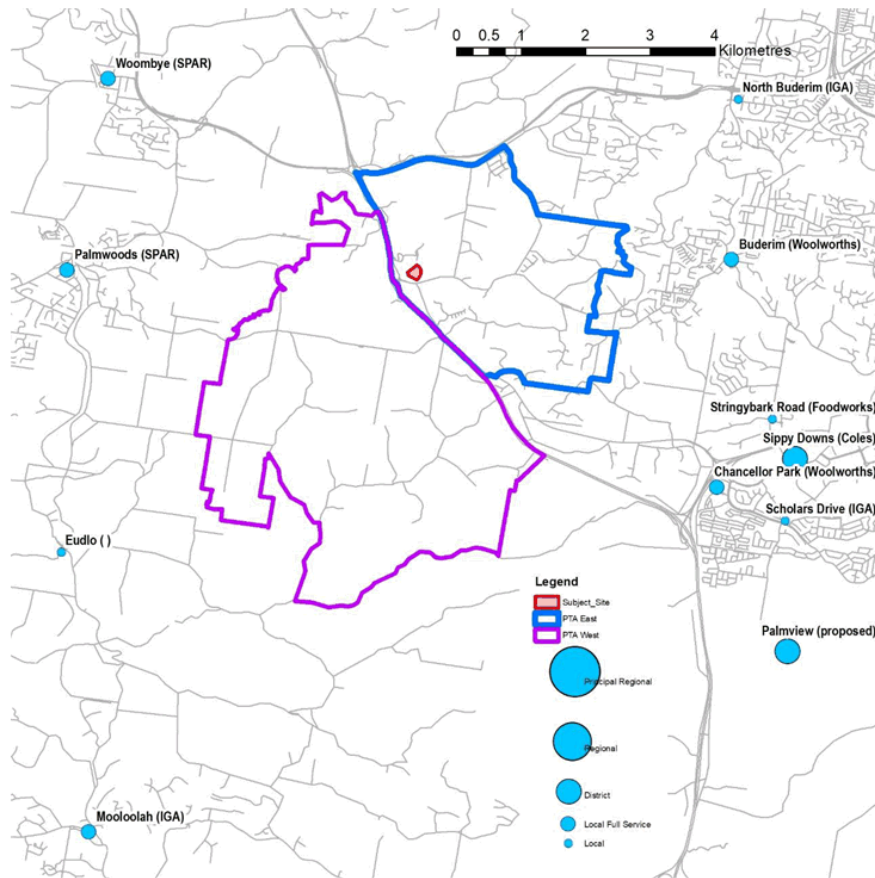 0 0.5 1 2 3 4
Kilometres
Woombye (SPAR)
North Buderim (IGA)
Palmwoods (SPAR)
Buderim (Woolworths)
Stringybark Road (Foodworks)
Sippy Downs (Coles)
Chancellor Park (Woolworths)
Scholars Drive (IGA)
Eudlo ( )
Legend
Subject_Site
PTA East
PTA West
Palmview (proposed)
Principal Regional
Regional
District
Local Full Service
Local
Mooloolah (IGA)